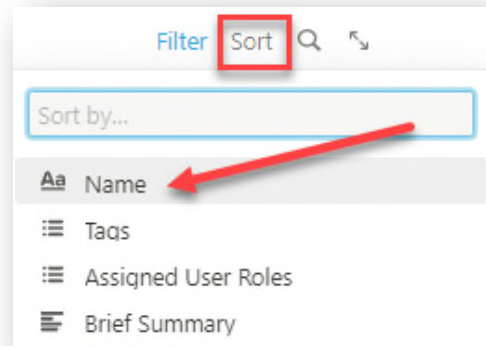 Filter Sort
Sort by...
Aa Name
Tags
Assigned User Roles
Brief Summary